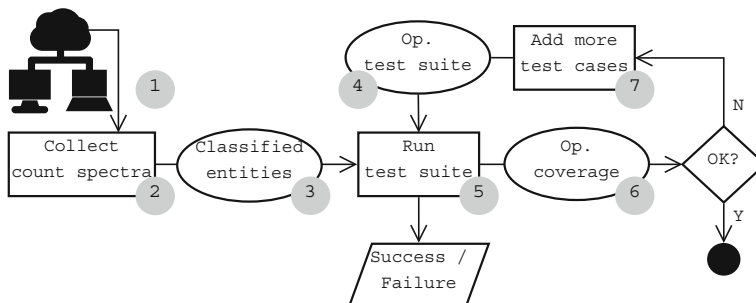 1
Collect
count spectra
2
Classified
entities
3
Op.
test suite
4
Run
test suite
5
Op.
coverage
6
Add more
test cases
7
OK?
N
Y
Success /
Failure